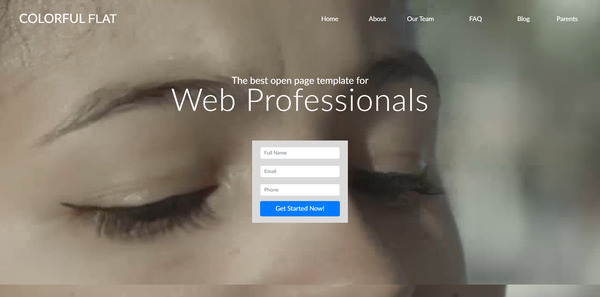 COLORFUL FLAT
Home About Our Team FAQ Blog Parents
The best open page template for
Web Professionals
Full Name
Email
Phone
Get Started Now!